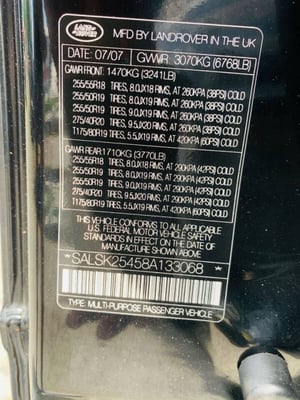 LAND ROVER
MFD BY LANDROVER IN THE UK
DATE: 07/07 GVWR: 3070KG (6768LB)
GAWR FRONT: 1470KG (3241LB)
255/55R18 TIRES, 8.0JX18 RIMS, AT 260KPA (38PSI) COLD
255/50R19 TIRES, 8.0JX19 RIMS, AT 260KPA (38PSI) COLD
255/50R19 TIRES, 9.0JX19 RIMS, AT 260KPA (38PSI) COLD
275/40R20 TIRES, 9.5JX20 RIMS, AT 260KPA (38PSI) COLD
T175/80R19 TIRES, 5.5JX19 RIMS, AT 420KPA (60PSI) COLD
GAWR REAR:1710KG (3770LB)
255/55R18 TIRES, 8.0JX18 RIMS, AT 290KPA (42PSI) COLD
255/50R19 TIRES, 8.0JX19 RIMS, AT 290KPA (42PSI) COLD
255/50R19 TIRES, 9.0JX19 RIMS, AT 290KPA (42PSI) COLD
275/40R20 TIRES, 9.5JX20 RIMS, AT 290KPA (42PSI) COLD
T175/80R19 TIRES, 5.5JX19 RIMS, AT 420KPA (60PSI) COLD
THIS VEHICLE CONFORMS TO ALL APPLICABLE
U.S. FEDERAL MOTOR VEHICLE SAFETY
STANDARDS IN EFFECT ON THE DATE OF
MANUFACTURE SHOWN ABOVE.
*SALSK25458A133068*
TYPE: MULTI-PURPOSE PASSENGER VEHICLE